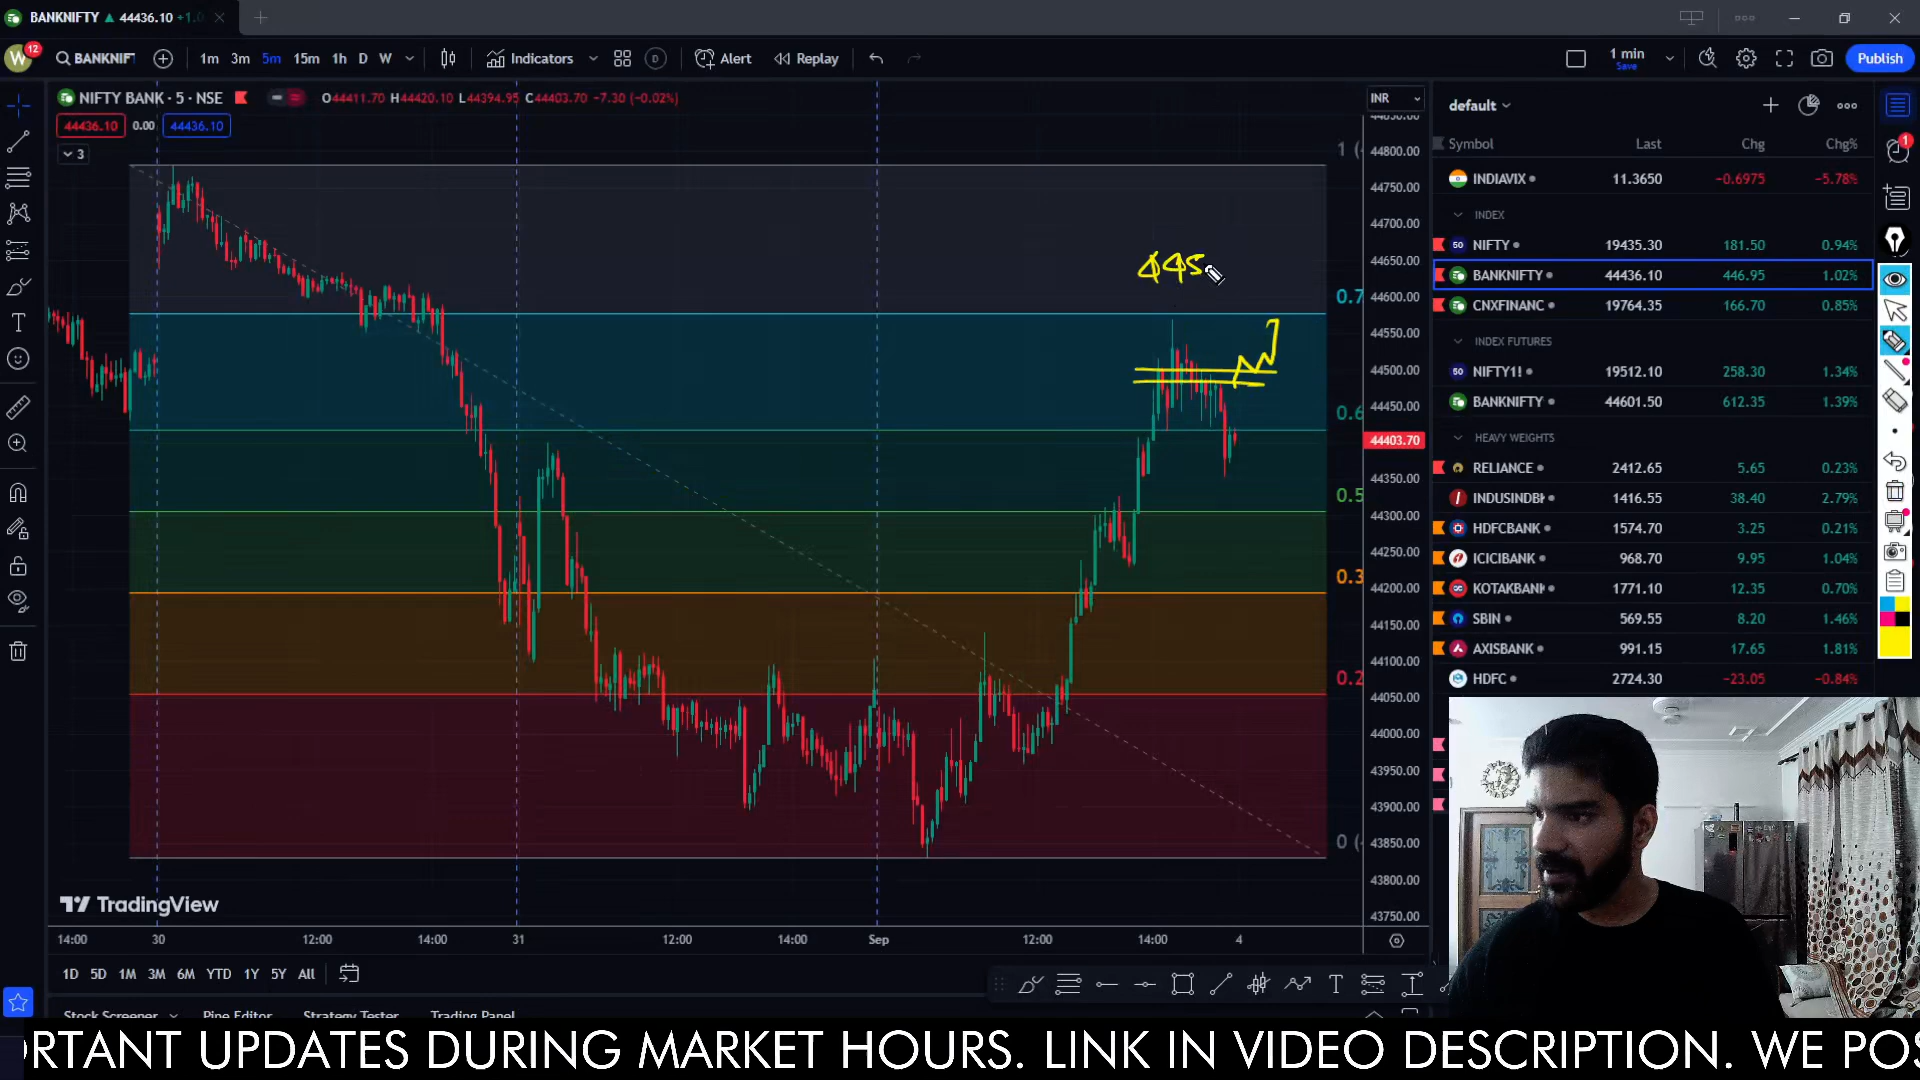 BANKNIFTY ▲ 44436.10 +1.0
W 12 BANKNIF 1m 3m 5m 15m 1h D W Indicators D Alert Replay 1 min Save Publish
NIFTY BANK · 5 · NSE O44411.70 H44420.10 L44394.95 C44403.70 −7.30 (−0.02%) INR
44436.10 0.00 44436.10
3
1 (
0.7
0.6
0.5
0.3
0.2
0 (
445
44800.00
44750.00
44700.00
44650.00
44600.00
44550.00
44500.00
44450.00
44403.70
44350.00
44300.00
44250.00
44200.00
44150.00
44100.00
44050.00
44000.00
43950.00
43900.00
43850.00
43800.00
43750.00
TradingView
14:00 30 12:00 14:00 31 12:00 14:00 Sep 12:00 14:00 4
1D 5D 1M 3M 6M YTD 1Y 5Y All
Stock Screener Pine Editor Strategy Tester Trading Panel
default
Symbol Last Chg Chg%
INDIAVIX 11.3650 −0.6975 −5.78%
INDEX
50 NIFTY 19435.30 181.50 0.94%
BANKNIFTY 44436.10 446.95 1.02%
CNXFINANC 19764.35 166.70 0.85%
INDEX FUTURES
50 NIFTY1! 19512.10 258.30 1.34%
BANKNIFTY 44601.50 612.35 1.39%
HEAVY WEIGHTS
RELIANCE 2412.65 5.65 0.23%
INDUSINDB 1416.55 38.40 2.79%
HDFCBANK 1574.70 3.25 0.21%
ICICIBANK 968.70 9.95 1.04%
KOTAKBANK 1771.10 12.35 0.70%
SBIN 569.55 8.20 1.46%
AXISBANK 991.15 17.65 1.81%
HDFC 2724.30 −23.05 −0.84%
1
RTANT UPDATES DURING MARKET HOURS. LINK IN VIDEO DESCRIPTION. WE POS